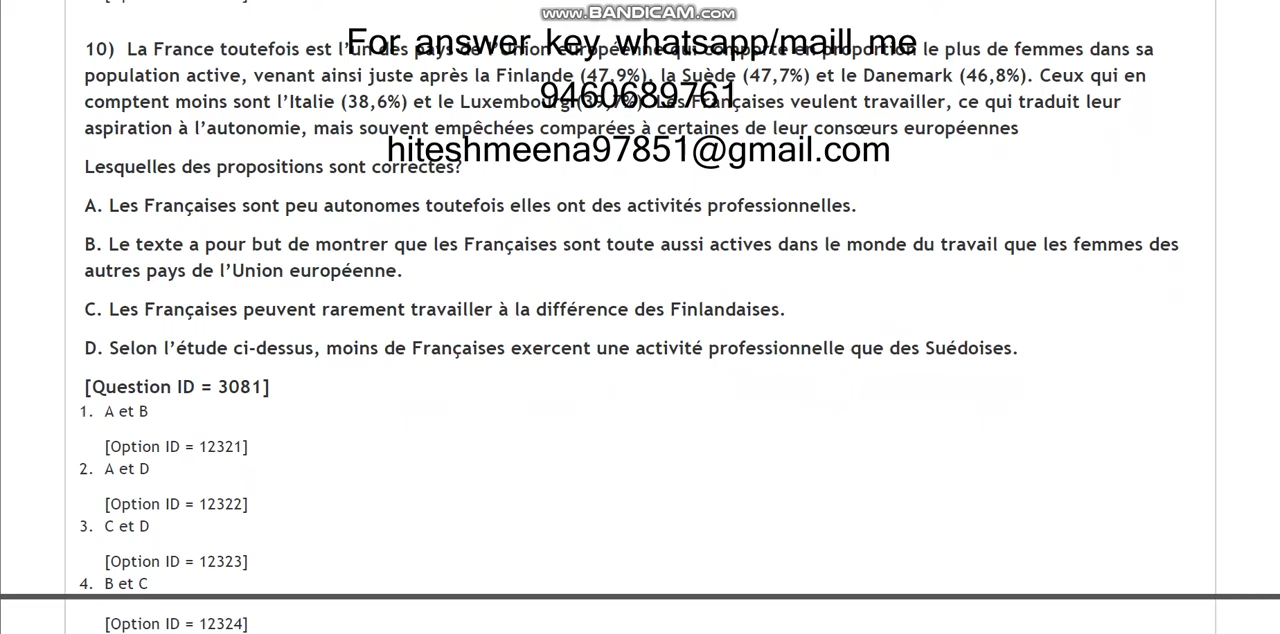 www.BANDICAM.com
10) La France toutefois est l’un des pays de l’Union européenne qui comporte en proportion le plus de femmes dans sa
For answer key whatsapp/maill me
population active, venant ainsi juste après la Finlande (47,9%), la Suède (47,7%) et le Danemark (46,8%). Ceux qui en
9460689761
comptent moins sont l’Italie (38,6%) et le Luxembourg (39,7%). Les Françaises veulent travailler, ce qui traduit leur
aspiration à l’autonomie, mais souvent empêchées comparées à certaines de leur consœurs européennes
hiteshmeena97851@gmail.com
Lesquelles des propositions sont correctes?
A. Les Françaises sont peu autonomes toutefois elles ont des activités professionnelles.
B. Le texte a pour but de montrer que les Françaises sont toute aussi actives dans le monde du travail que les femmes des
autres pays de l’Union européenne.
C. Les Françaises peuvent rarement travailler à la différence des Finlandaises.
D. Selon l’étude ci-dessus, moins de Françaises exercent une activité professionnelle que des Suédoises.
[Question ID = 3081]
1. A et B
[Option ID = 12321]
2. A et D
[Option ID = 12322]
3. C et D
[Option ID = 12323]
4. B et C
[Option ID = 12324]